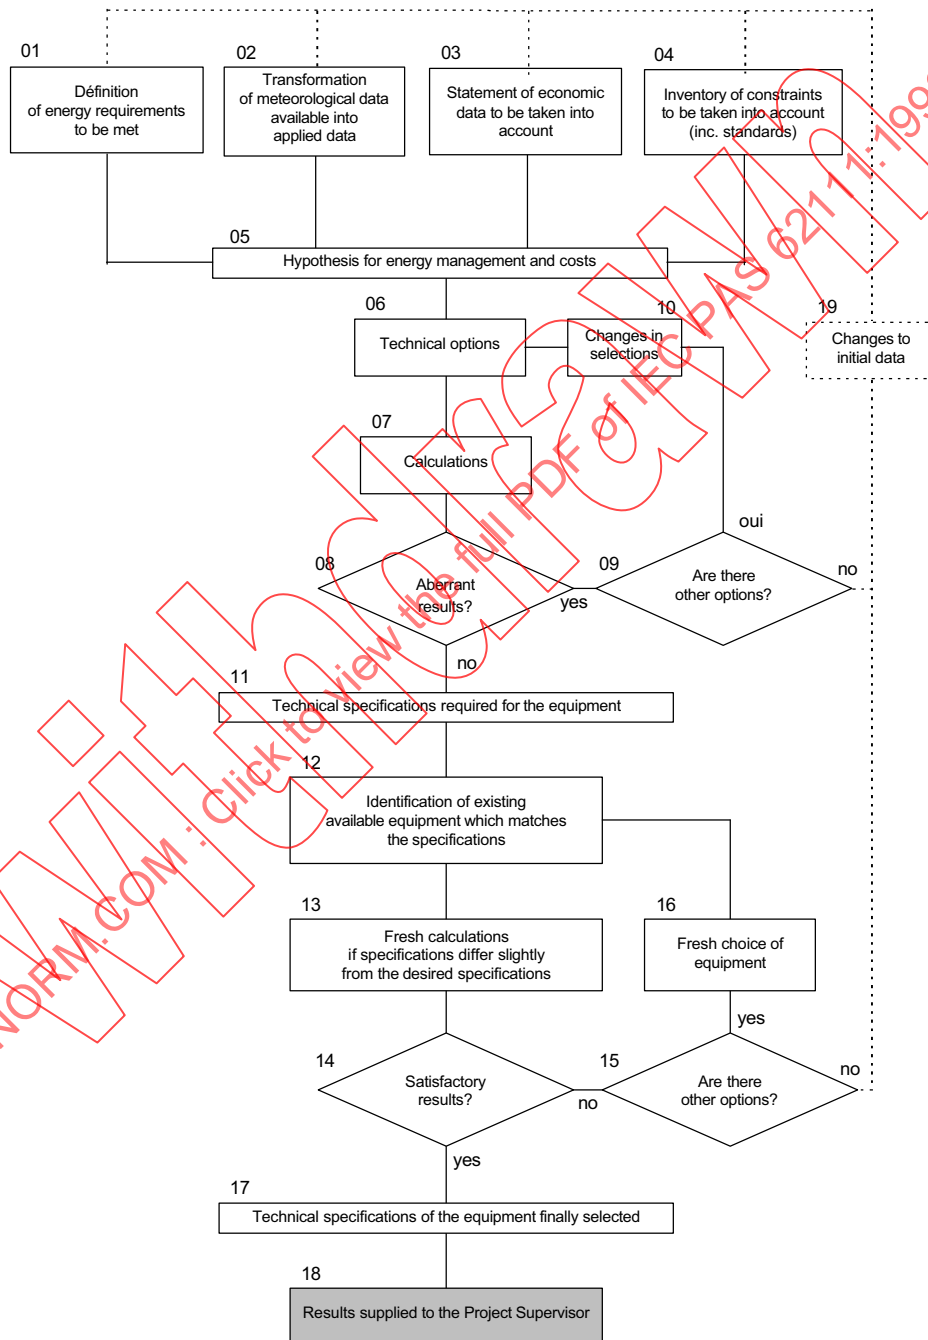 01
Définition
of energy requirements
to be met
02
Transformation
of meteorological data
available into
applied data
03
Statement of economic
data to be taken into
account
04
Inventory of constraints
to be taken into account
(inc. standards)
05
Hypothesis for energy management and costs
06
Technical options
10
Changes in
selections
19
Changes to
initial data
07
Calculations
08
Aberrant
results?
yes
no
09
Are there
other options?
oui
no
11
Technical specifications required for the equipment
12
Identification of existing
available equipment which matches
the specifications
13
Fresh calculations
if specifications differ slightly
from the desired specifications
16
Fresh choice of
equipment
14
Satisfactory
results?
no
yes
15
Are there
other options?
yes
no
17
Technical specifications of the equipment finally selected
18
Results supplied to the Project Supervisor
NORM.COM : Click to view the full PDF of IEC PAS 62111:199
Withdrawn